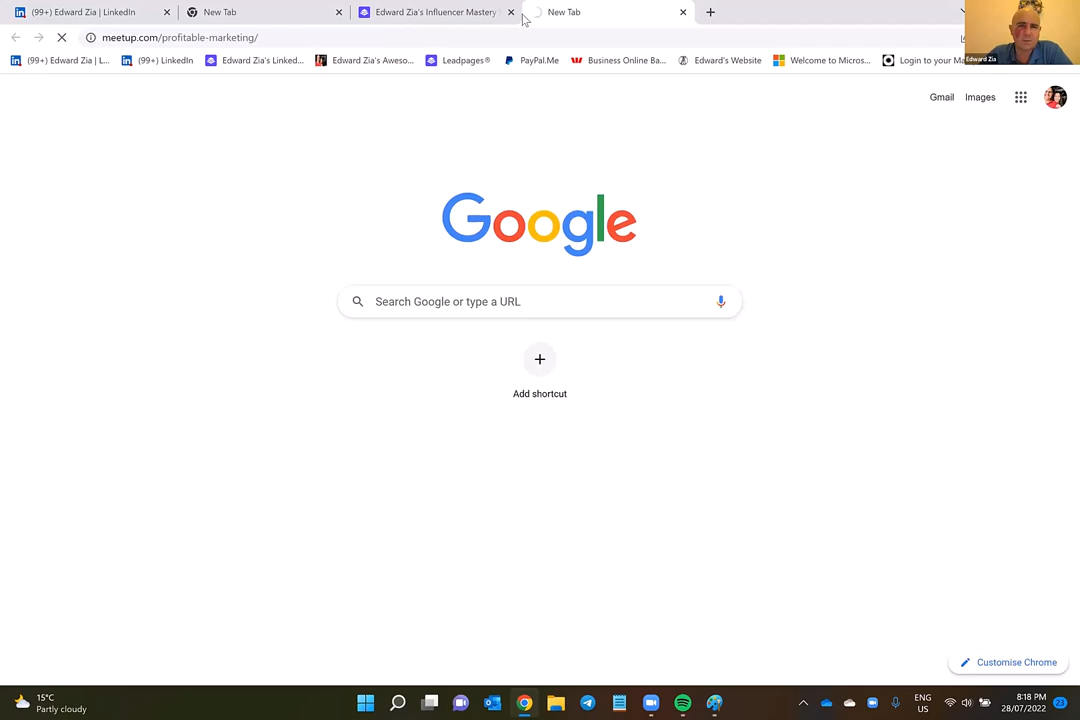 (99+) Edward Zia | LinkedIn
New Tab
Edward Zia's Influencer Mastery
New Tab
meetup.com/profitable-marketing/
(99+) Edward Zia | L...
(99+) LinkedIn
Edward Zia's Linked...
Edward Zia's Aweso...
Leadpages®
PayPal.Me
Business Online Ba...
Edward's Website
Welcome to Micros...
Login to your Ma
Edward Zia
Gmail
Images
Google
Search Google or type a URL
Add shortcut
Customise Chrome
15°C
Partly cloudy
ENG
US
8:18 PM
28/07/2022
23